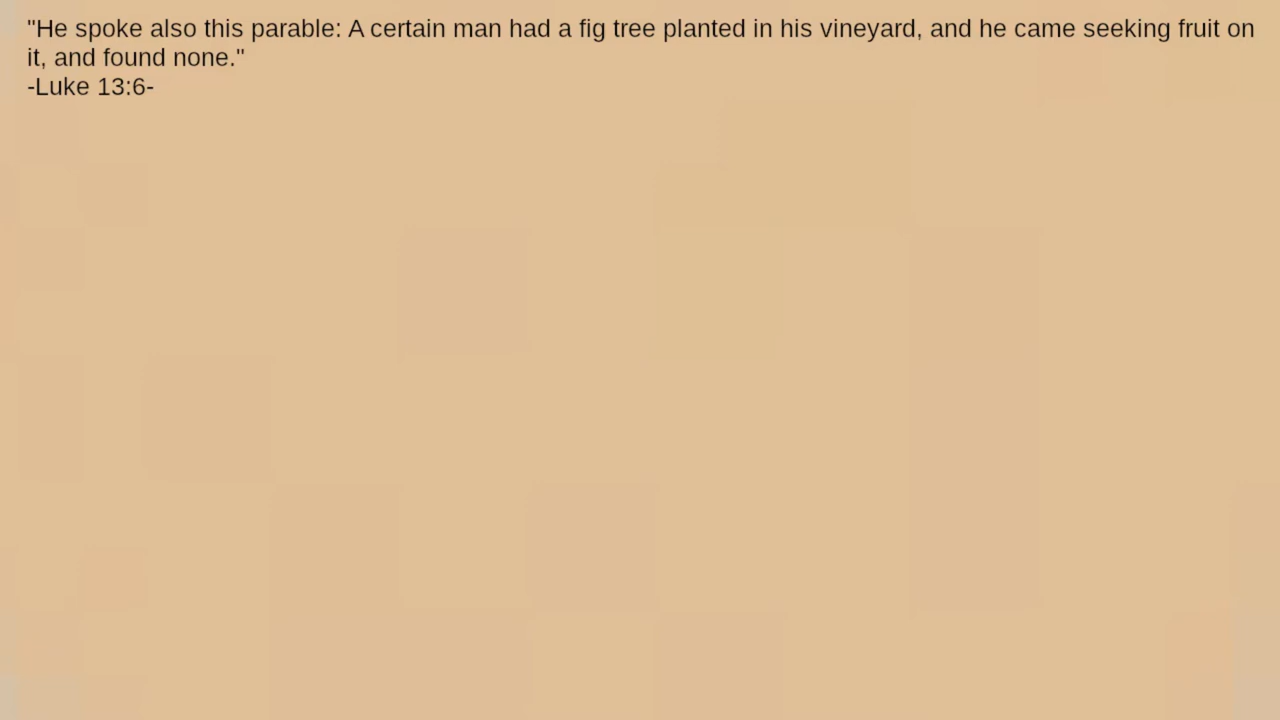 "He spoke also this parable: A certain man had a fig tree planted in his vineyard, and he came seeking fruit on
it, and found none."
-Luke 13:6-